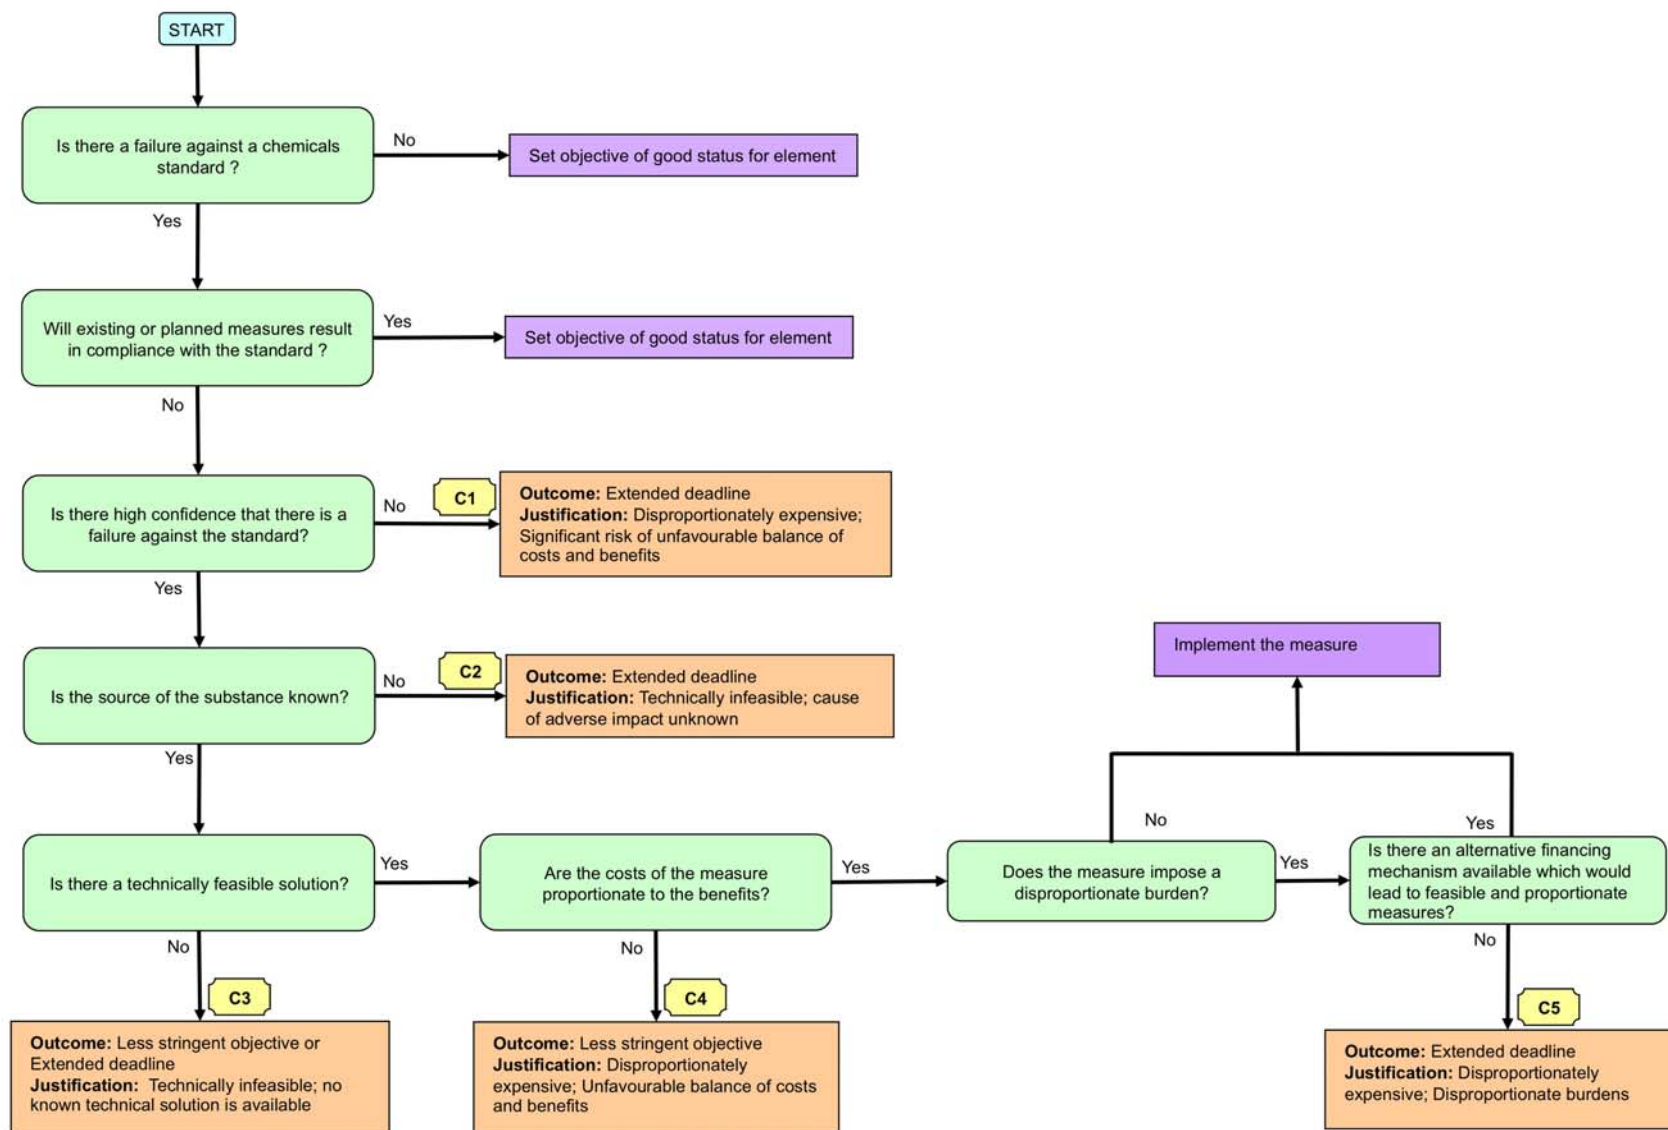 START
Is there a failure against a chemicals
standard ?
No
Set objective of good status for element
Yes
Will existing or planned measures result
in compliance with the standard ?
Yes
Set objective of good status for element
No
Is there high confidence that there is a
failure against the standard?
No
C1
Outcome: Extended deadline
Justification: Disproportionately expensive;
Significant risk of unfavourable balance of
costs and benefits
Yes
Is the source of the substance known?
No
C2
Outcome: Extended deadline
Justification: Technically infeasible; cause
of adverse impact unknown
Implement the measure
Yes
Is there a technically feasible solution?
Yes
Are the costs of the measure
proportionate to the benefits?
Yes
Does the measure impose a
disproportionate burden?
No
Yes
Is there an alternative financing
mechanism available which would
lead to feasible and proportionate
measures?
Yes
No
C3
Outcome: Less stringent objective or
Extended deadline
Justification: Technically infeasible; no
known technical solution is available
No
C4
Outcome: Less stringent objective
Justification: Disproportionately
expensive; Unfavourable balance of costs
and benefits
No
C5
Outcome: Extended deadline
Justification: Disproportionately
expensive; Disproportionate burdens